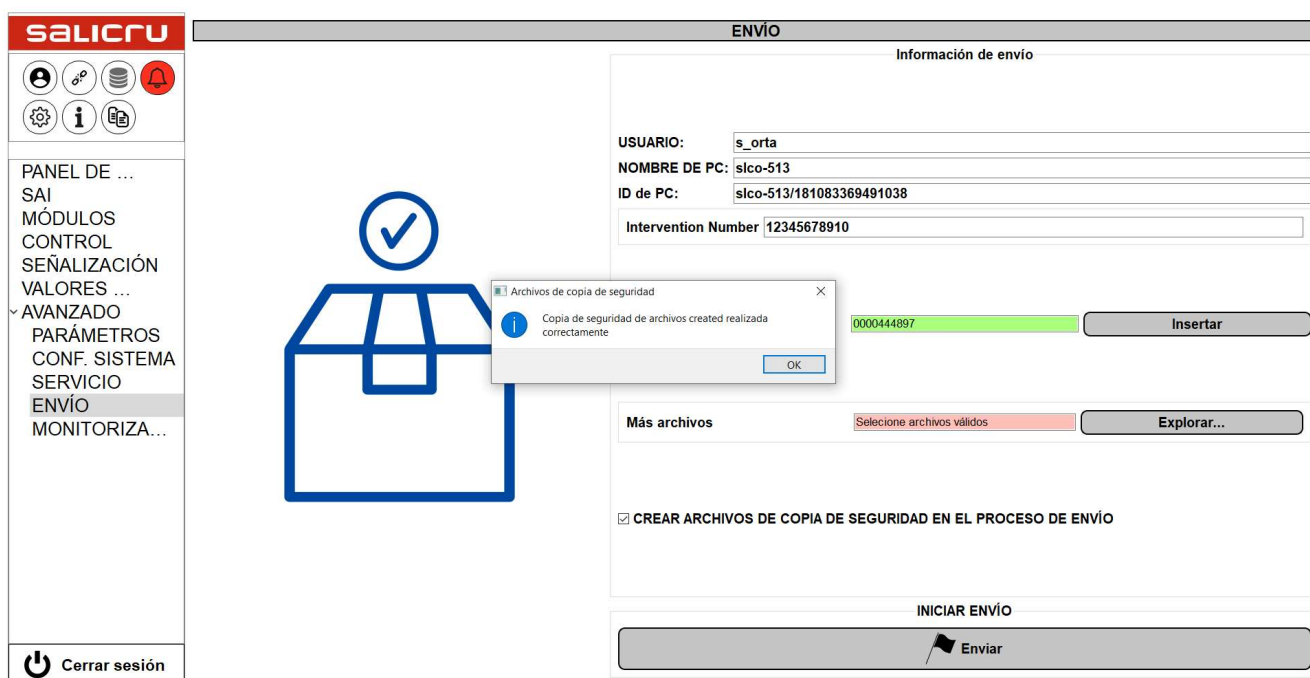 salicru
ENVÍO
Información de envío
USUARIO: s_orta
NOMBRE DE PC: slco-513
ID de PC: slco-513/181083369491038
Intervention Number 12345678910
PANEL DE ...
SAI
MÓDULOS
CONTROL
SEÑALIZACIÓN
VALORES ...
AVANZADO
PARÁMETROS
CONF. SISTEMA
SERVICIO
ENVÍO
MONITORIZA...
Cerrar sesión
Archivos de copia de seguridad
Copia de seguridad de archivos created realizada
correctamente
OK
0000444897 Insertar
Más archivos Selecione archivos válidos Explorar...
CREAR ARCHIVOS DE COPIA DE SEGURIDAD EN EL PROCESO DE ENVÍO
INICIAR ENVÍO
Enviar